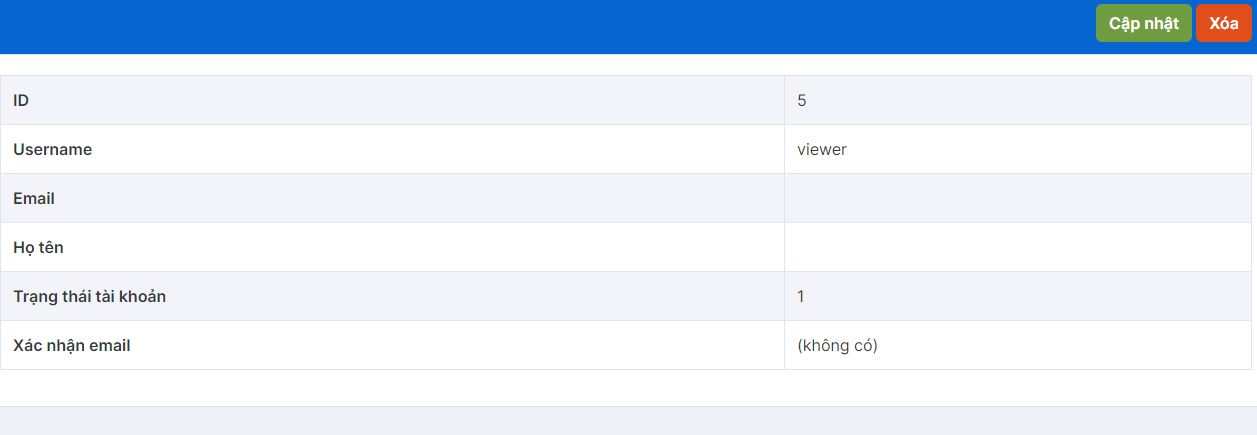 Cập nhật Xóa
ID 5
Username viewer
Email
Họ tên
Trạng thái tài khoản 1
Xác nhận email (không có)